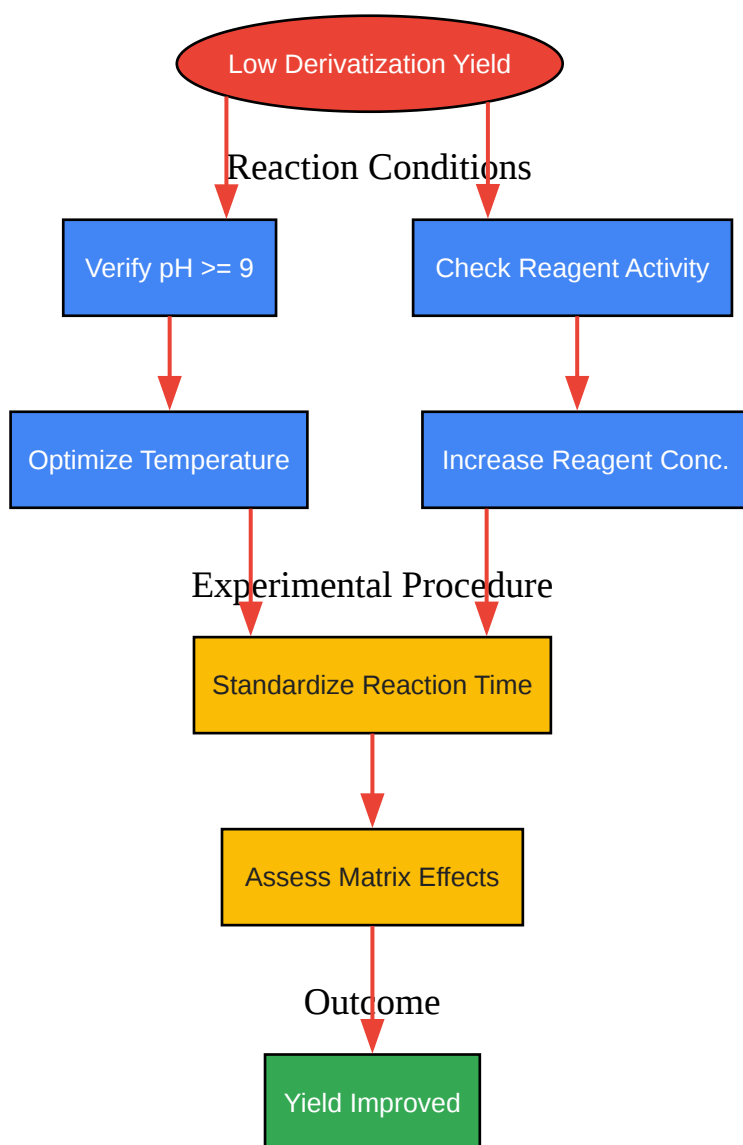 Low Derivatization Yield
Reaction Conditions
Verify pH >= 9
Check Reagent Activity
Optimize Temperature
Increase Reagent Conc.
Experimental Procedure
Standardize Reaction Time
Assess Matrix Effects
Outcome
Yield Improved